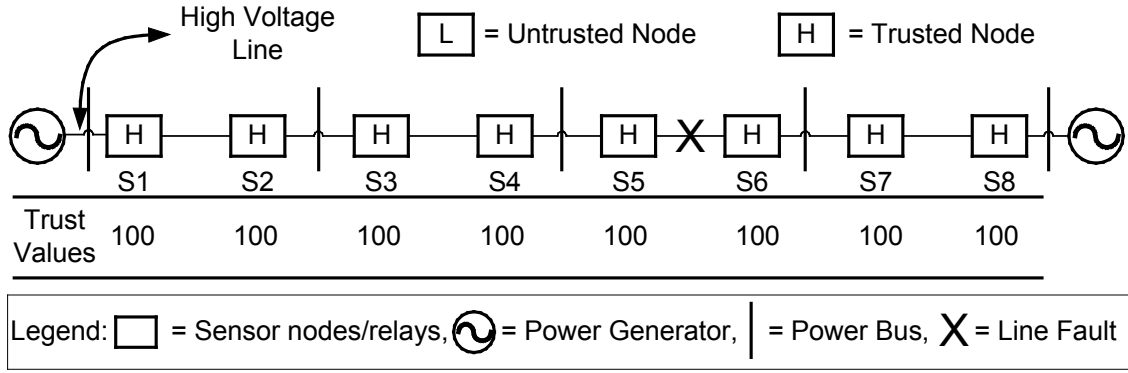 High Voltage
Line
L = Untrusted Node
H = Trusted Node
H H H H H H H H
S1 S2 S3 S4 S5 S6 S7 S8
Trust
Values
100 100 100 100 100 100 100 100
Legend: = Sensor nodes/relays, = Power Generator, = Power Bus, X = Line Fault